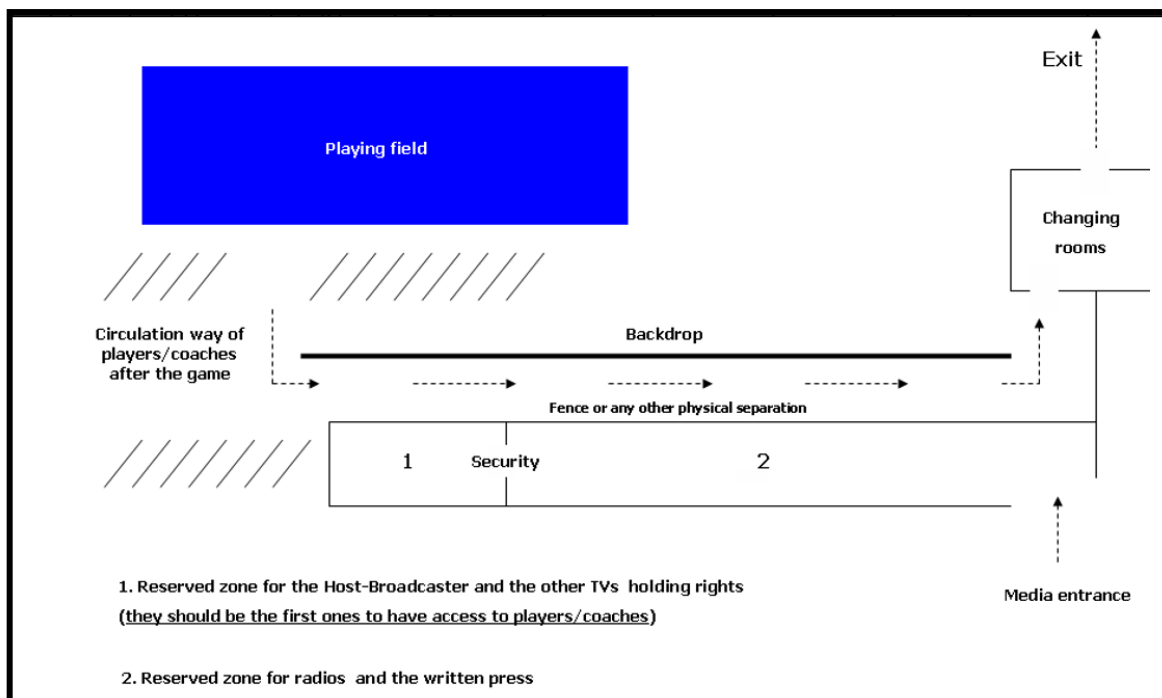 Exit
Playing field
Changing
rooms
Circulation way of
players/coaches
after the game
Backdrop
Fence or any other physical separation
1
Security
2
1. Reserved zone for the Host-Broadcaster and the other TVs holding rights
(they should be the first ones to have access to players/coaches)
Media entrance
2. Reserved zone for radios and the written press